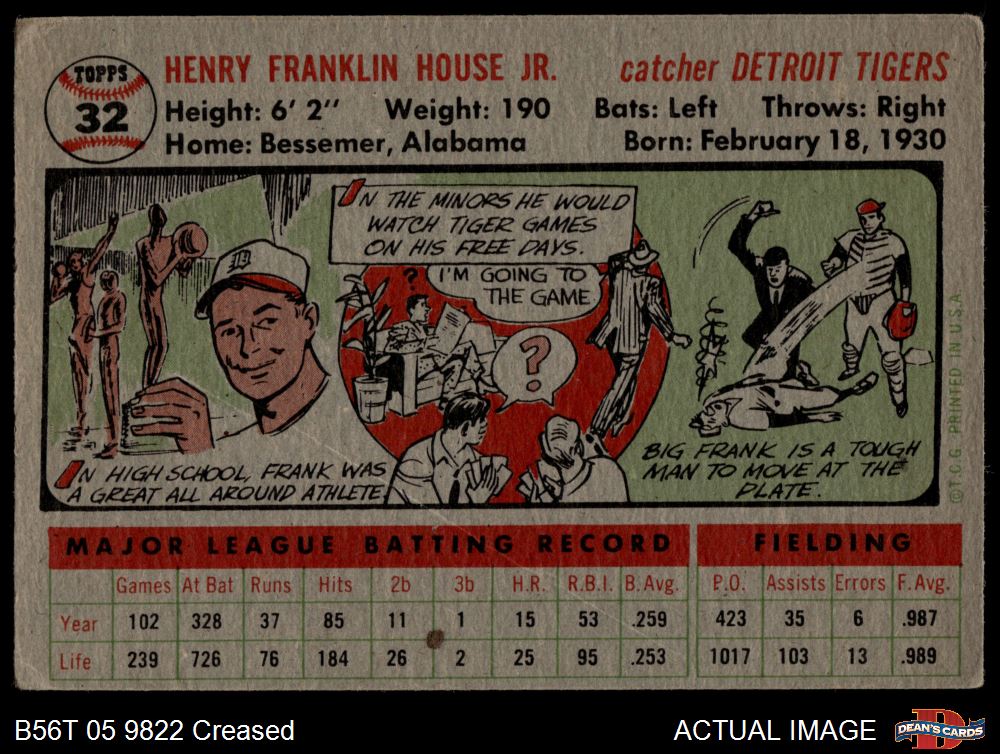 TOPPS
32
HENRY FRANKLIN HOUSE JR.
catcher DETROIT TIGERS
Height: 6' 2" Weight: 190 Bats: Left Throws: Right
Home: Bessemer, Alabama Born: February 18, 1930
D
IN HIGH SCHOOL, FRANK WAS
A GREAT ALL AROUND ATHLETE.
IN THE MINORS HE WOULD
WATCH TIGER GAMES
ON HIS FREE DAYS.
?
I'M GOING TO
THE GAME
?
BIG FRANK IS A TOUGH
MAN TO MOVE AT THE
PLATE.
© T.C.G. PRINTED IN U.S.A.
MAJOR LEAGUE BATTING RECORD FIELDING
Games At Bat Runs Hits 2b 3b H.R. R.B.I. B.Avg. P.O. Assists Errors F.Avg.
Year 102 328 37 85 11 1 15 53 .259 423 35 6 .987
Life 239 726 76 184 26 2 25 95 .253 1017 103 13 .989
B56T 05 9822 Creased
ACTUAL IMAGE
D
DEAN'S CARDS